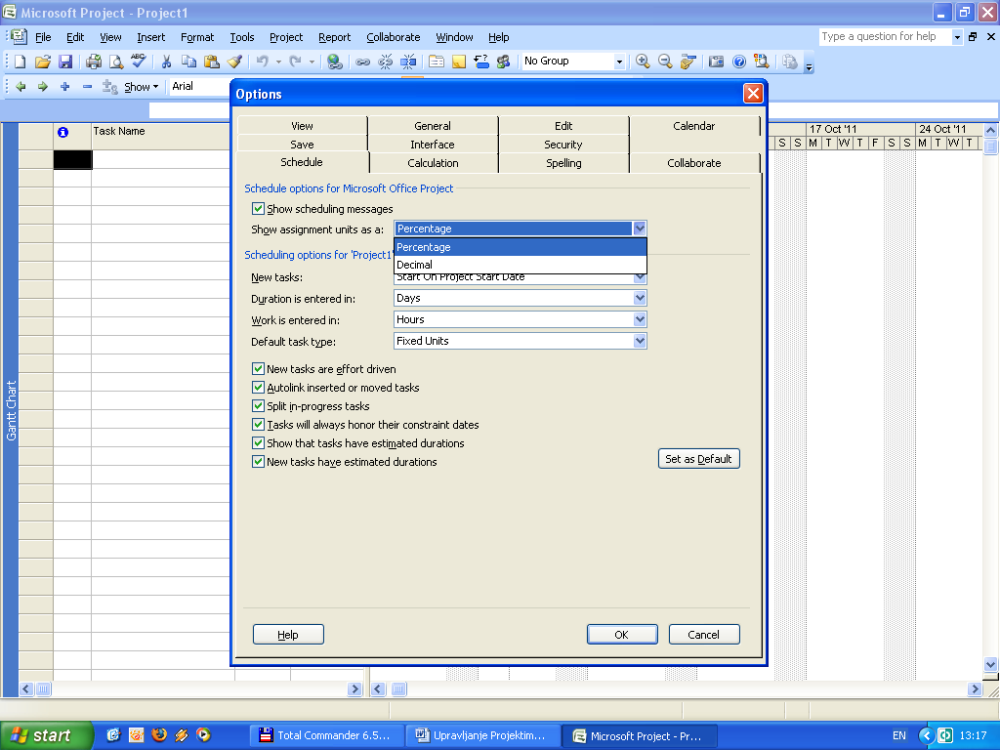 Microsoft Project - Project1
File Edit View Insert Format Tools Project Report Collaborate Window Help
Type a question for help
No Group
Show
Arial
Options
View General Edit Calendar
Save Interface Security
Schedule Calculation Spelling Collaborate
Schedule options for Microsoft Office Project
Show scheduling messages
Show assignment units as a: Percentage
Percentage
Decimal
Scheduling options for 'Project1'
New tasks: Start On Project Start Date
Duration is entered in: Days
Work is entered in: Hours
Default task type: Fixed Units
New tasks are effort driven
Autolink inserted or moved tasks
Split in-progress tasks
Tasks will always honor their constraint dates
Show that tasks have estimated durations
New tasks have estimated durations
Set as Default
Help OK Cancel
Task Name
17 Oct '11 24 Oct '11
S S M T W T F S S M T W T
Gantt Chart
start
Total Commander 6.5...
Upravljanje Projektim...
Microsoft Project - Pr...
EN
13:17